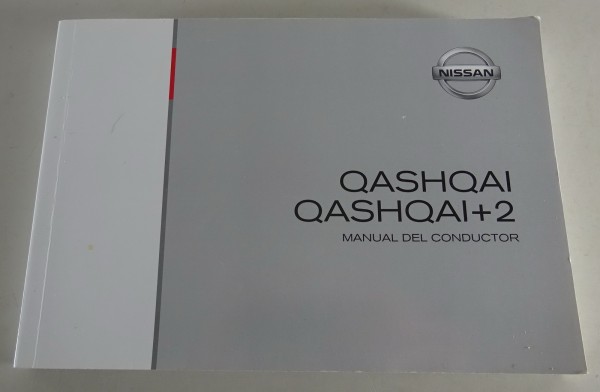 NISSAN
QASHQAI
QASHQAI+2
MANUAL DEL CONDUCTOR